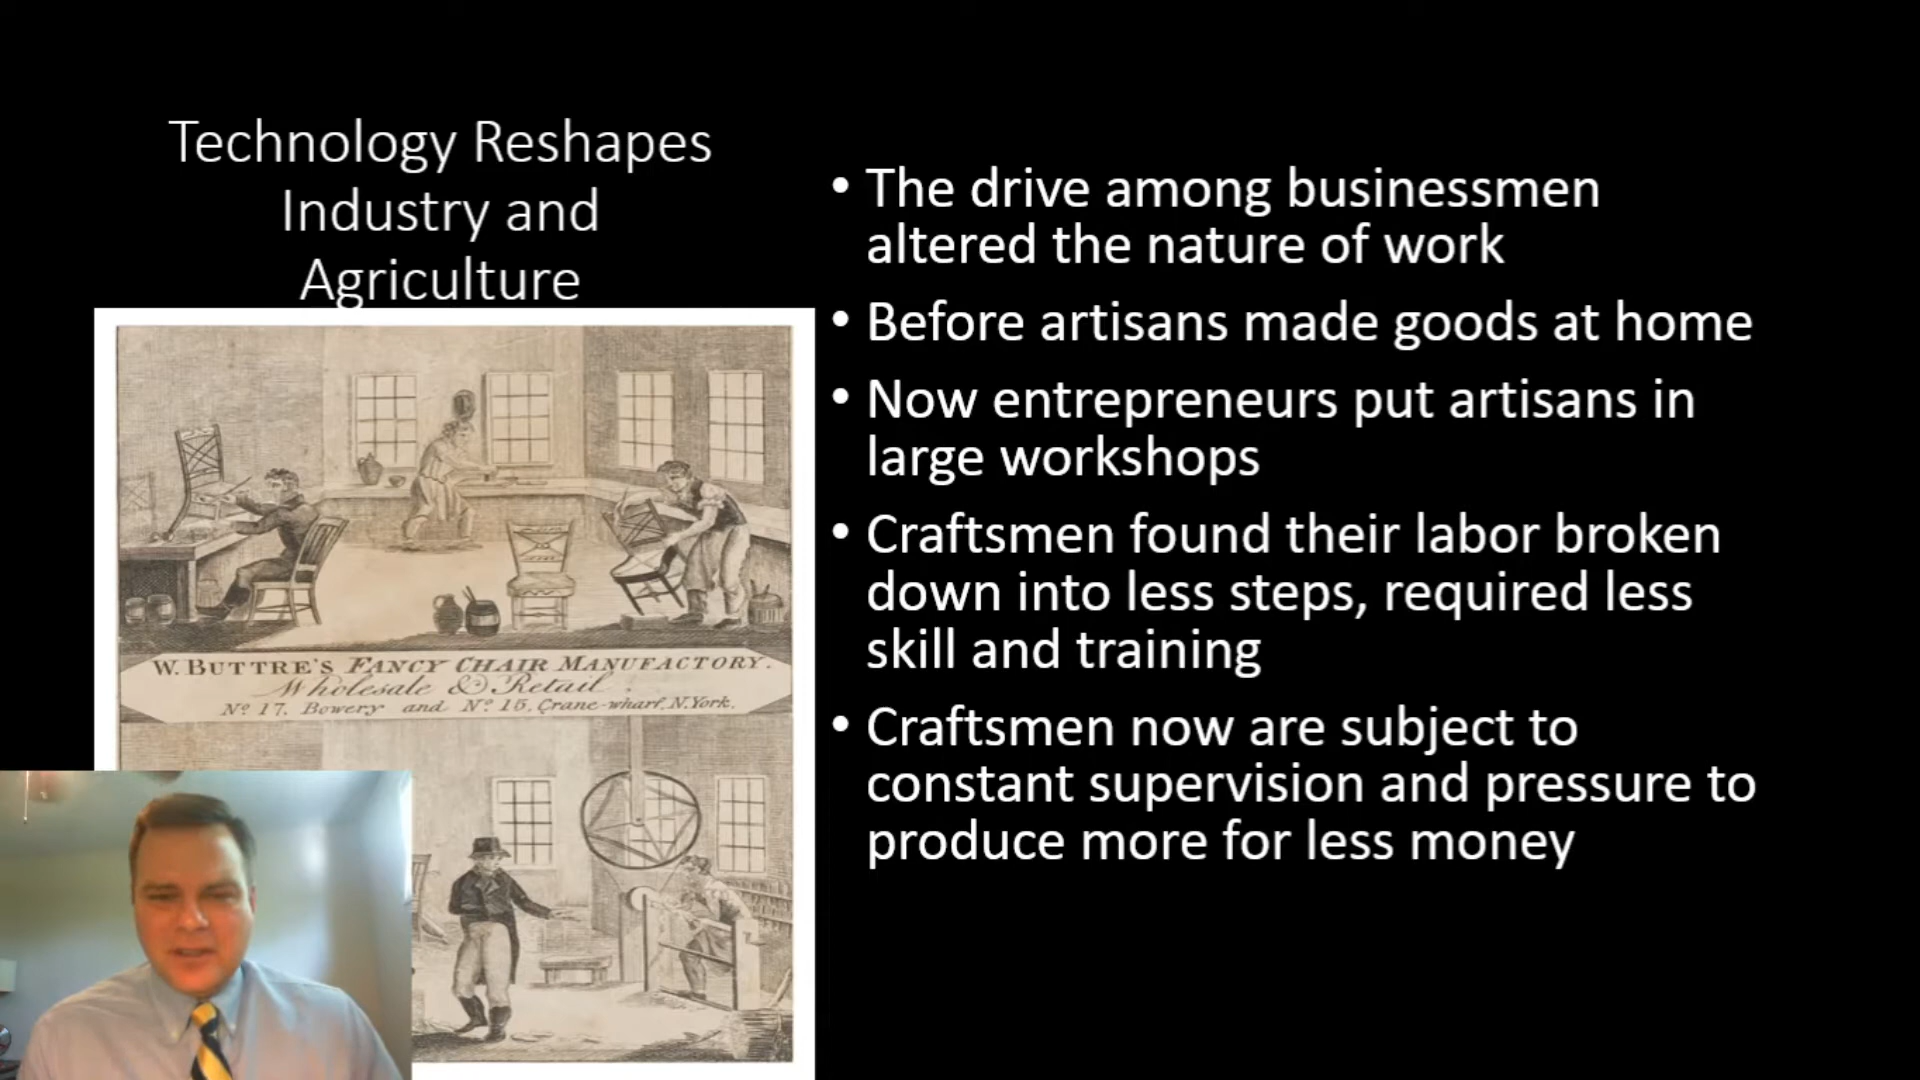 Technology Reshapes
Industry and
Agriculture
• The drive among businessmen
altered the nature of work
• Before artisans made goods at home
• Now entrepreneurs put artisans in
large workshops
• Craftsmen found their labor broken
down into less steps, required less
skill and training
• Craftsmen now are subject to
constant supervision and pressure to
produce more for less money
W. BUTTRE'S FANCY CHAIR MANUFACTORY.
Wholesale & Retail.
Nº 17. Bowery and Nº 15, Crane-wharf, N.York.